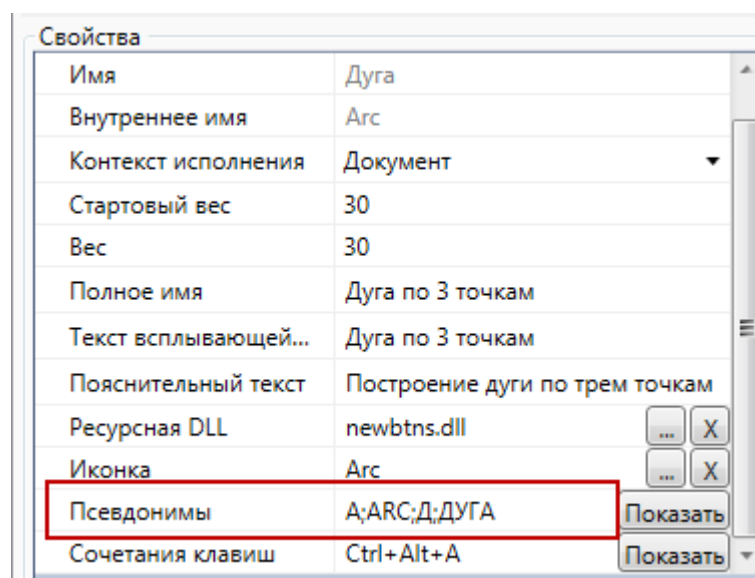 Свойства
Имя Дуга
Внутреннее имя Arc
Контекст исполнения Документ
Стартовый вес 30
Вес 30
Полное имя Дуга по 3 точкам
Текст всплывающей... Дуга по 3 точкам
Пояснительный текст Построение дуги по трем точкам
Ресурсная DLL newbtns.dll ... X
Иконка Arc ... X
Псевдонимы A;ARC;Д;ДУГА Показать
Сочетания клавиш Ctrl+Alt+A Показать